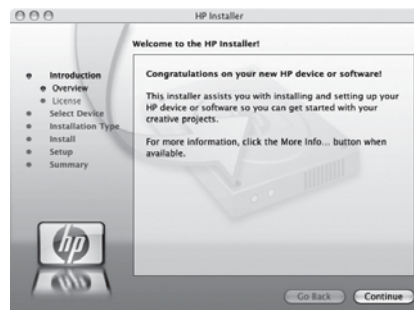 HP Installer
Welcome to the HP Installer!
Introduction
Overview
License
Select Device
Installation Type
Install
Setup
Summary
Congratulations on your new HP device or software!
This installer assists you with installing and setting up your
HP device or software so you can get started with your
creative projects.
For more information, click the More Info... button when
available.
hp
Go Back
Continue